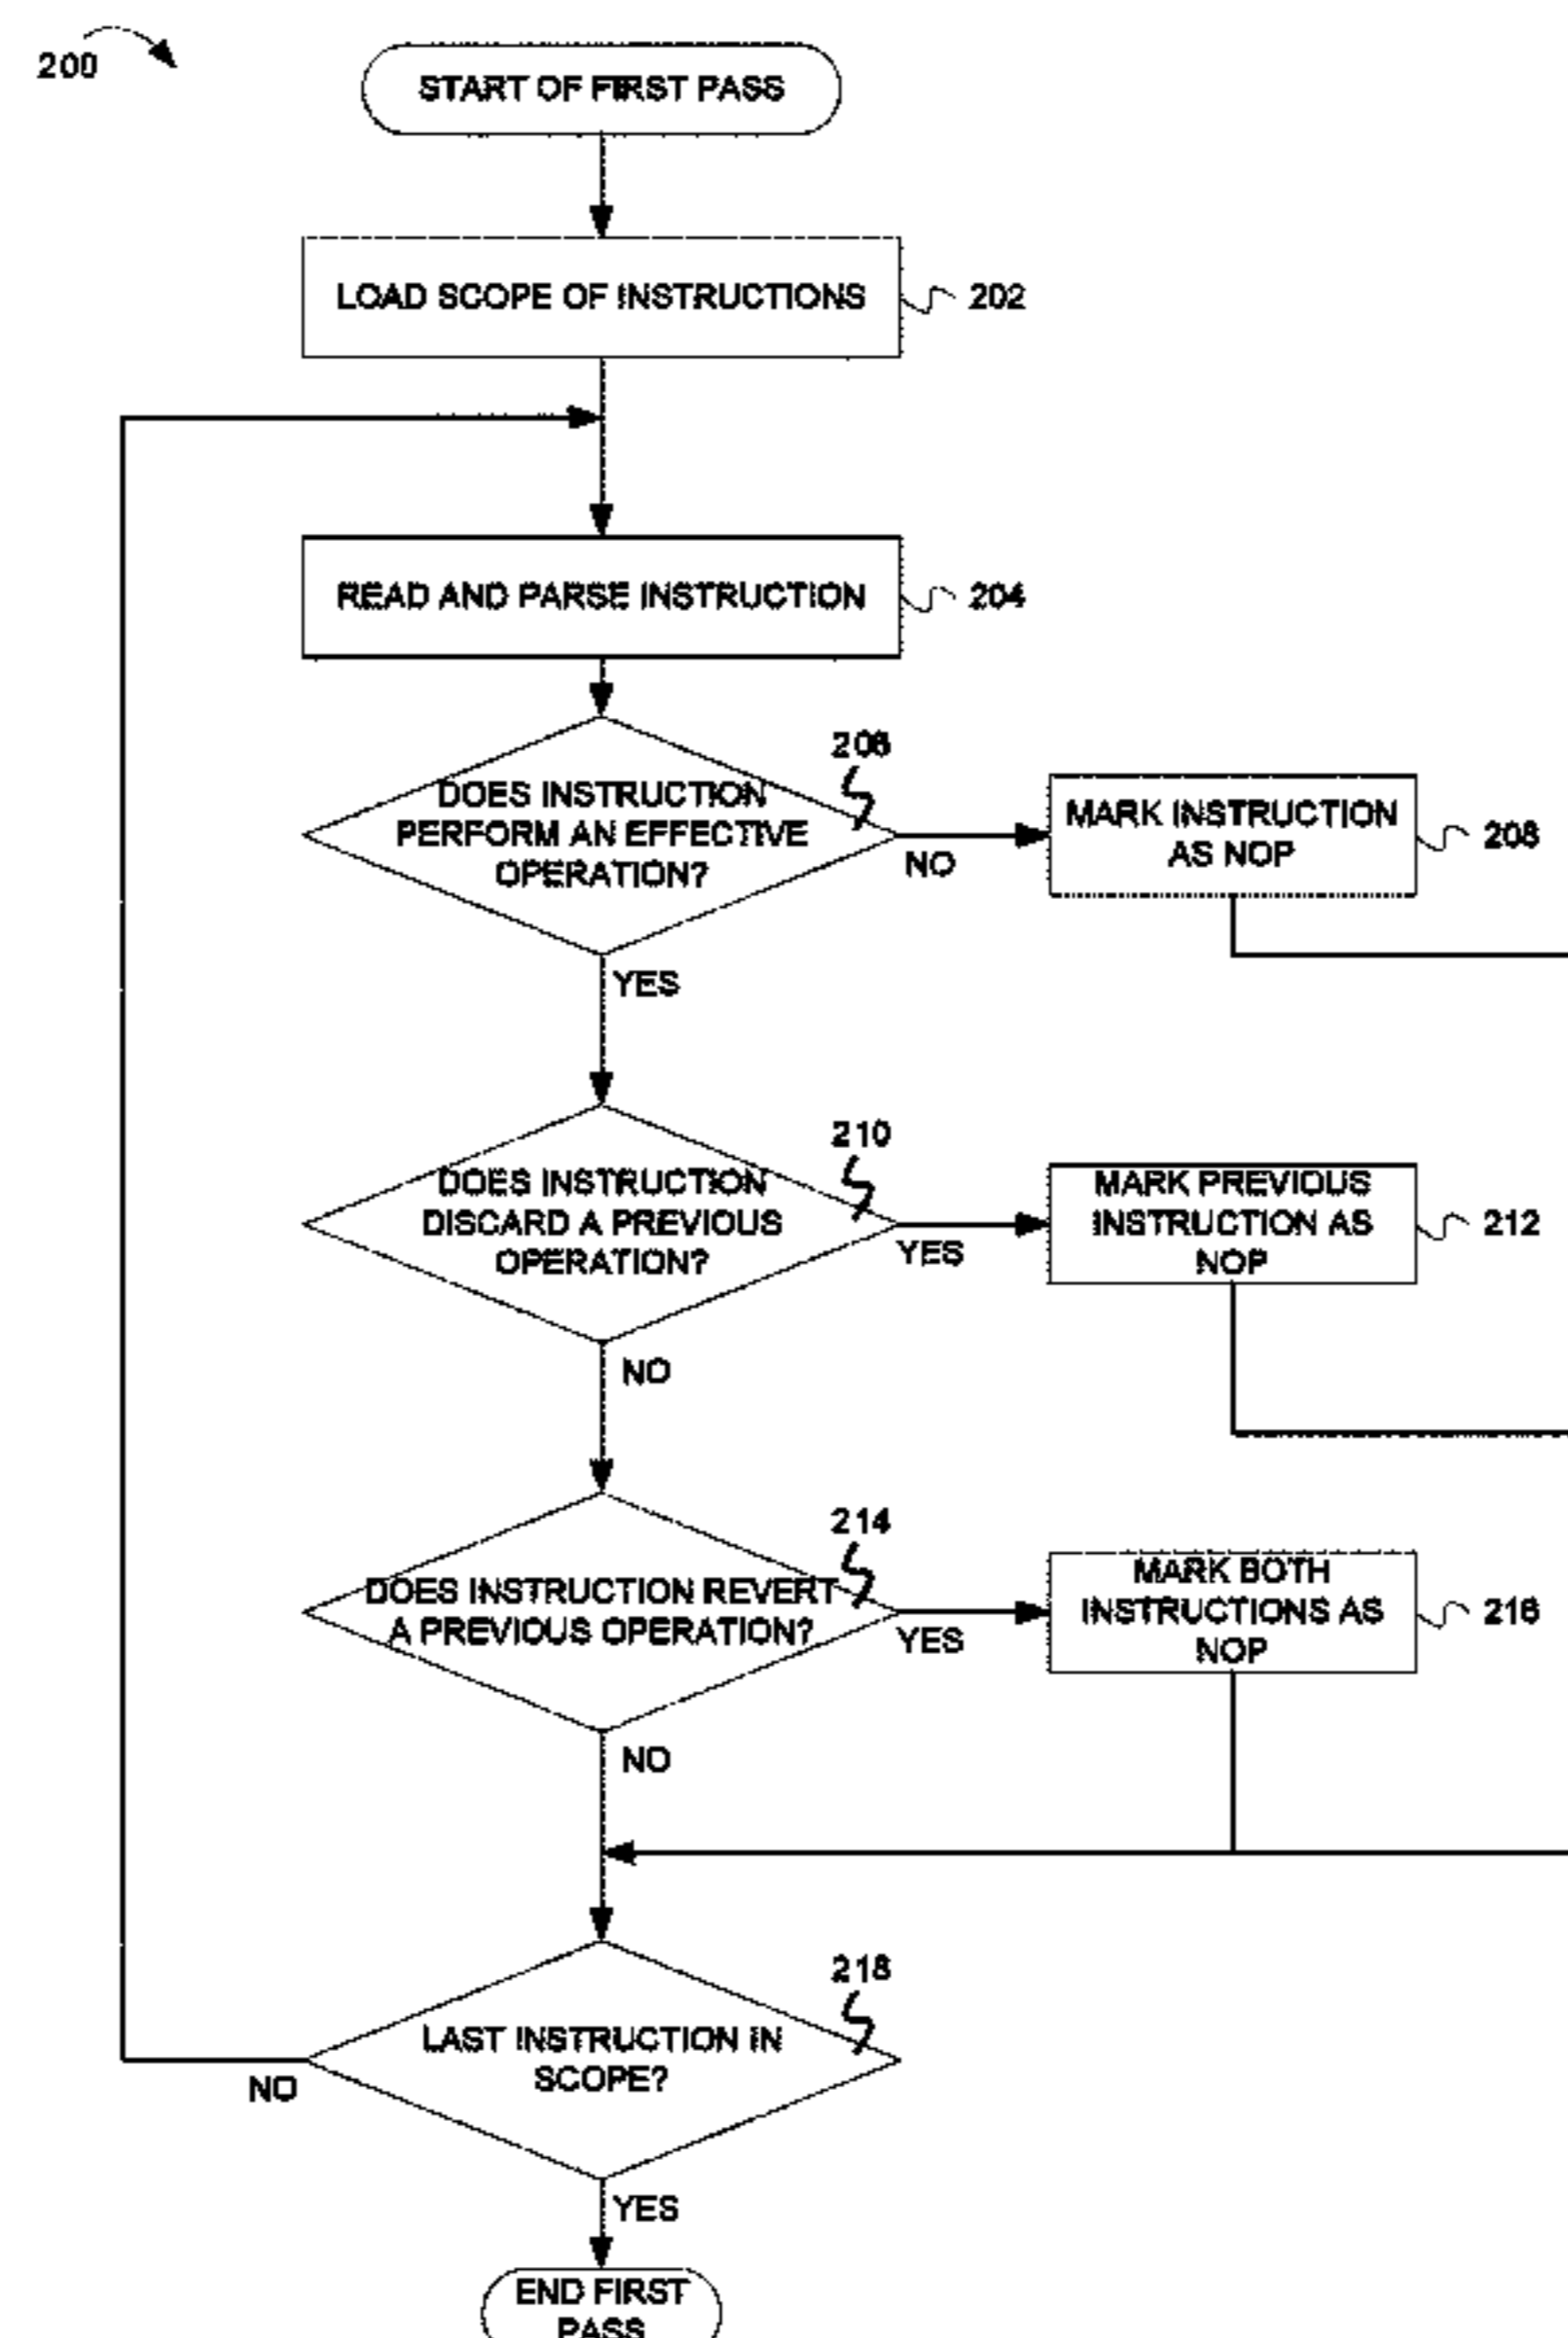 200
START OF FIRST PASS
LOAD SCOPE OF INSTRUCTIONS
202
READ AND PARSE INSTRUCTION
204
206
DOES INSTRUCTION
PERFORM AN EFFECTIVE
OPERATION?
NO
MARK INSTRUCTION
AS NOP
208
YES
210
DOES INSTRUCTION
DISCARD A PREVIOUS
OPERATION?
YES
MARK PREVIOUS
INSTRUCTION AS
NOP
212
NO
214
DOES INSTRUCTION REVERT
A PREVIOUS OPERATION?
YES
MARK BOTH
INSTRUCTIONS AS
NOP
216
NO
218
LAST INSTRUCTION IN
SCOPE?
NO
YES
END FIRST
PASS